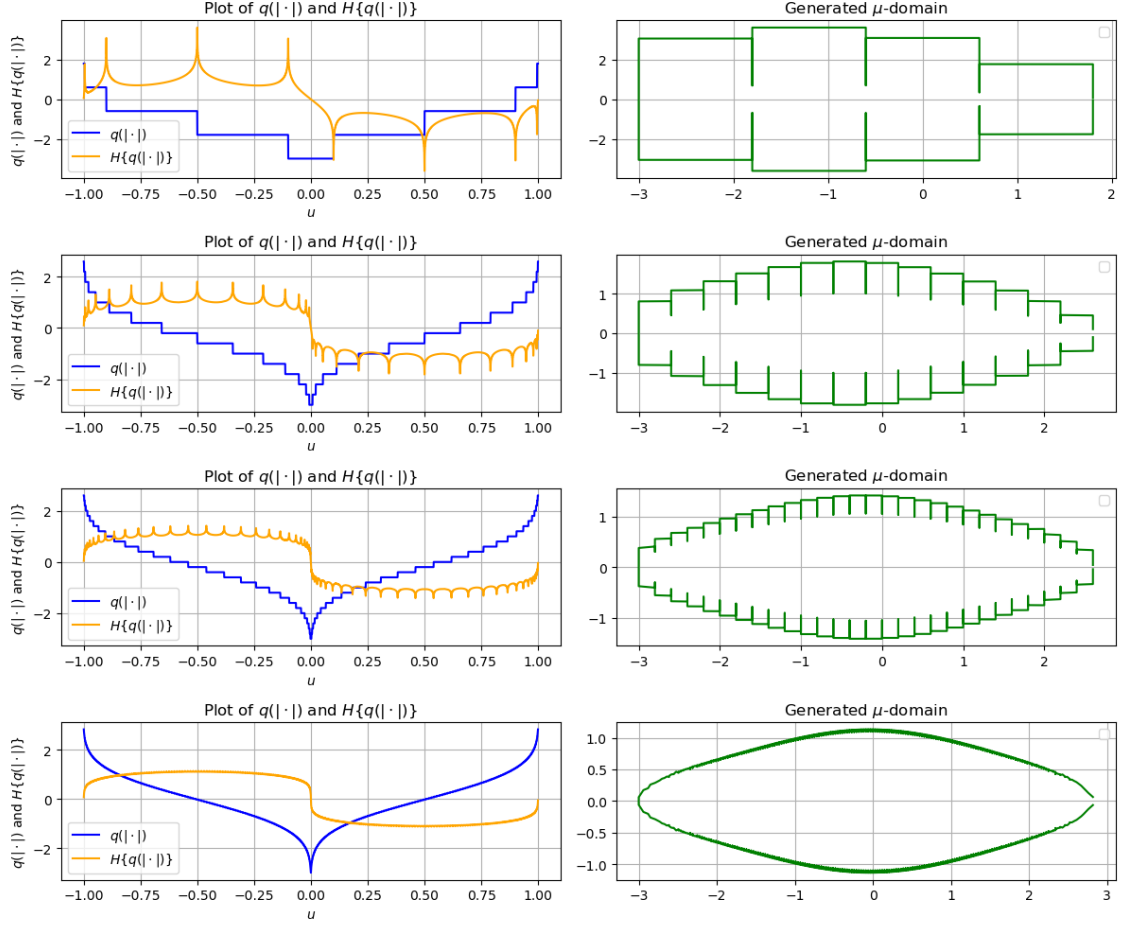 Plot of q(|·|) and H{q(|·|)}
Generated μ-domain
q(|·|) and H{q(|·|)}
2
0
−2
q(|·|)
H{q(|·|)}
−1.00 −0.75 −0.50 −0.25 0.00 0.25 0.50 0.75 1.00
u
2
0
−2
−3 −2 −1 0 1 2
Plot of q(|·|) and H{q(|·|)}
Generated μ-domain
q(|·|) and H{q(|·|)}
2
0
−2
q(|·|)
H{q(|·|)}
−1.00 −0.75 −0.50 −0.25 0.00 0.25 0.50 0.75 1.00
u
1
0
−1
−3 −2 −1 0 1 2
Plot of q(|·|) and H{q(|·|)}
Generated μ-domain
q(|·|) and H{q(|·|)}
2
0
−2
q(|·|)
H{q(|·|)}
−1.00 −0.75 −0.50 −0.25 0.00 0.25 0.50 0.75 1.00
u
1
0
−1
−3 −2 −1 0 1 2
Plot of q(|·|) and H{q(|·|)}
Generated μ-domain
q(|·|) and H{q(|·|)}
2
0
−2
q(|·|)
H{q(|·|)}
−1.00 −0.75 −0.50 −0.25 0.00 0.25 0.50 0.75 1.00
u
1.0
0.5
0.0
−0.5
−1.0
−3 −2 −1 0 1 2 3